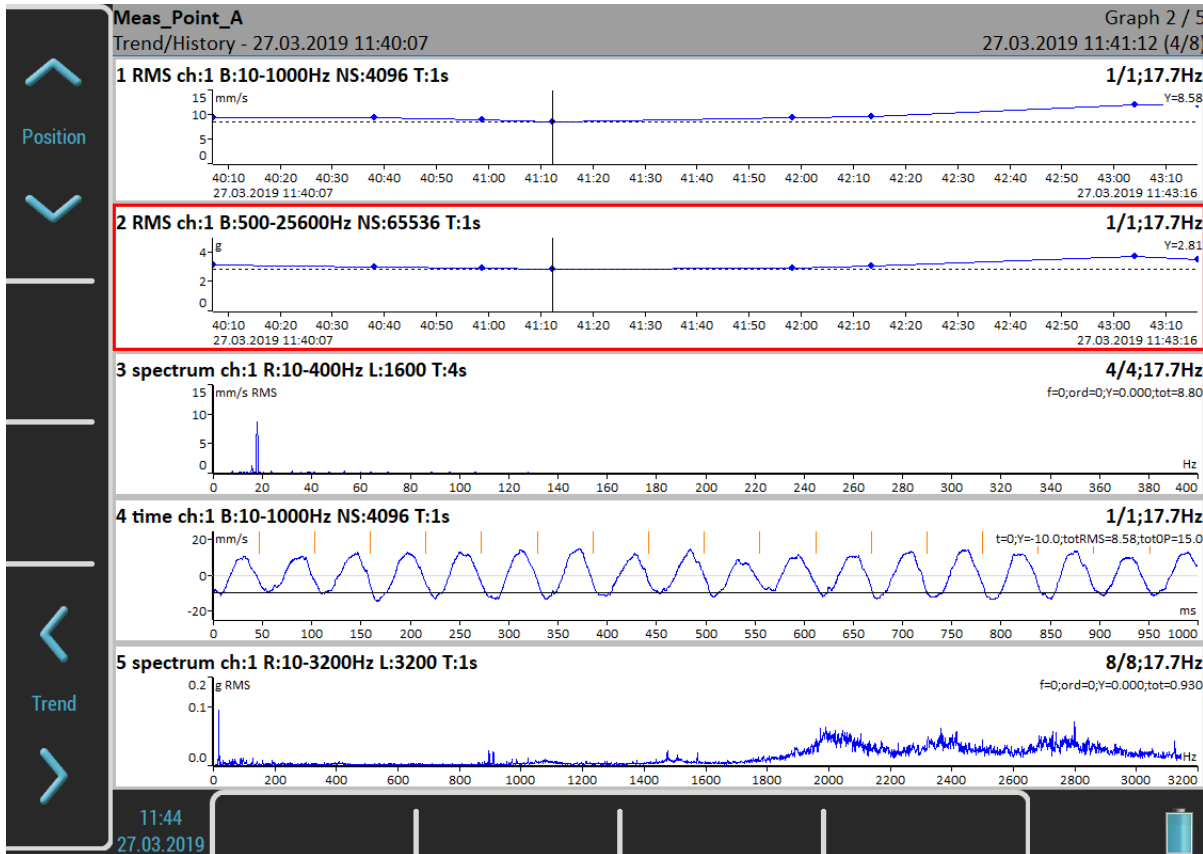 Meas_Point_A Graph 2 / 5
Trend/History - 27.03.2019 11:40:07 27.03.2019 11:41:12 (4/8)
Position
Trend
1 RMS ch:1 B:10-1000Hz NS:4096 T:1s 1/1;17.7Hz
15 mm/s Y=8.58
10
5
0
40:10 40:20 40:30 40:40 40:50 41:00 41:10 41:20 41:30 41:40 41:50 42:00 42:10 42:20 42:30 42:40 42:50 43:00 43:10
27.03.2019 11:40:07 27.03.2019 11:43:16
2 RMS ch:1 B:500-25600Hz NS:65536 T:1s 1/1;17.7Hz
4 g Y=2.81
2
0
40:10 40:20 40:30 40:40 40:50 41:00 41:10 41:20 41:30 41:40 41:50 42:00 42:10 42:20 42:30 42:40 42:50 43:00 43:10
27.03.2019 11:40:07 27.03.2019 11:43:16
3 spectrum ch:1 R:10-400Hz L:1600 T:4s 4/4;17.7Hz
15 mm/s RMS f=0;ord=0;Y=0.000;tot=8.80
10
5
0 Hz
0 20 40 60 80 100 120 140 160 180 200 220 240 260 280 300 320 340 360 380 400
4 time ch:1 B:10-1000Hz NS:4096 T:1s 1/1;17.7Hz
20 mm/s t=0;Y=-10.0;totRMS=8.58;tot0P=15.0
0
-20 ms
0 50 100 150 200 250 300 350 400 450 500 550 600 650 700 750 800 850 900 950 1000
5 spectrum ch:1 R:10-3200Hz L:3200 T:1s 8/8;17.7Hz
0.2 g RMS f=0;ord=0;Y=0.000;tot=0.930
0.1
0.0 Hz
0 200 400 600 800 1000 1200 1400 1600 1800 2000 2200 2400 2600 2800 3000 3200
11:44
27.03.2019